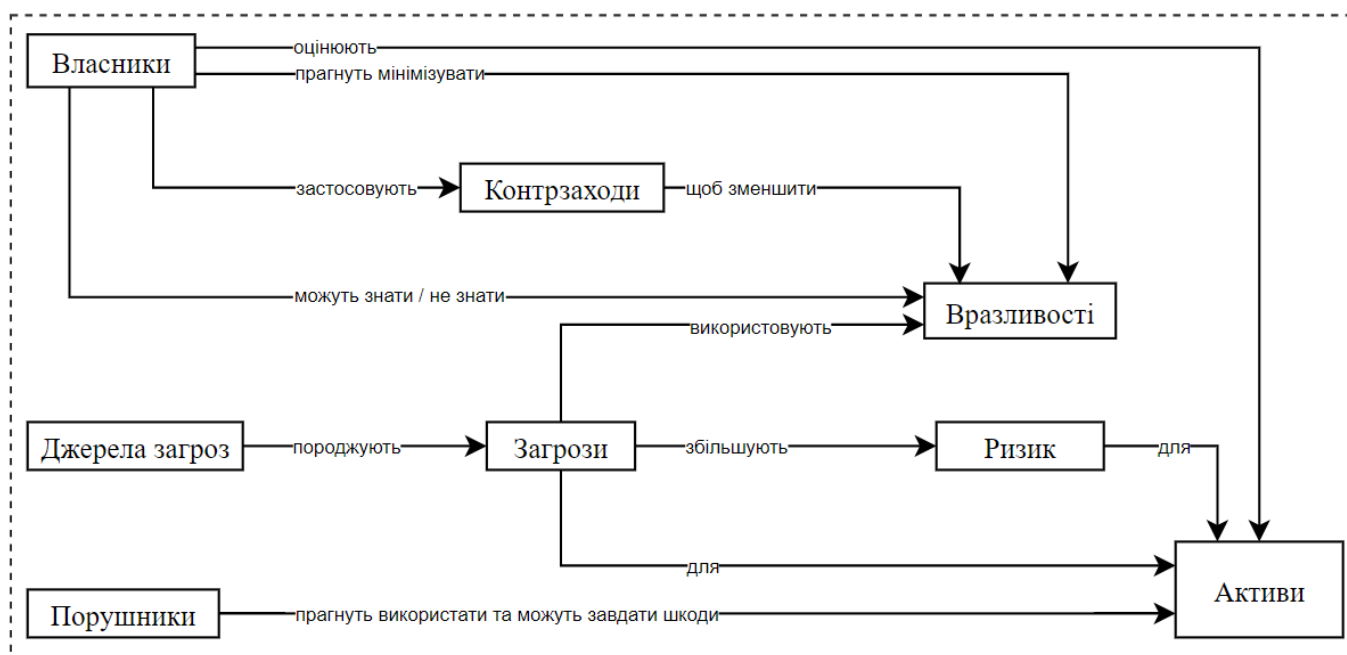 оцінюють
Власники
прагнуть мінімізувати
застосовують
Контрзаходи
щоб зменшити
можуть знати / не знати
Вразливості
використовують
Джерела загроз
породжують
Загрози
збільшують
Ризик
для
для
Активи
Порушники
прагнуть використати та можуть завдати шкоди